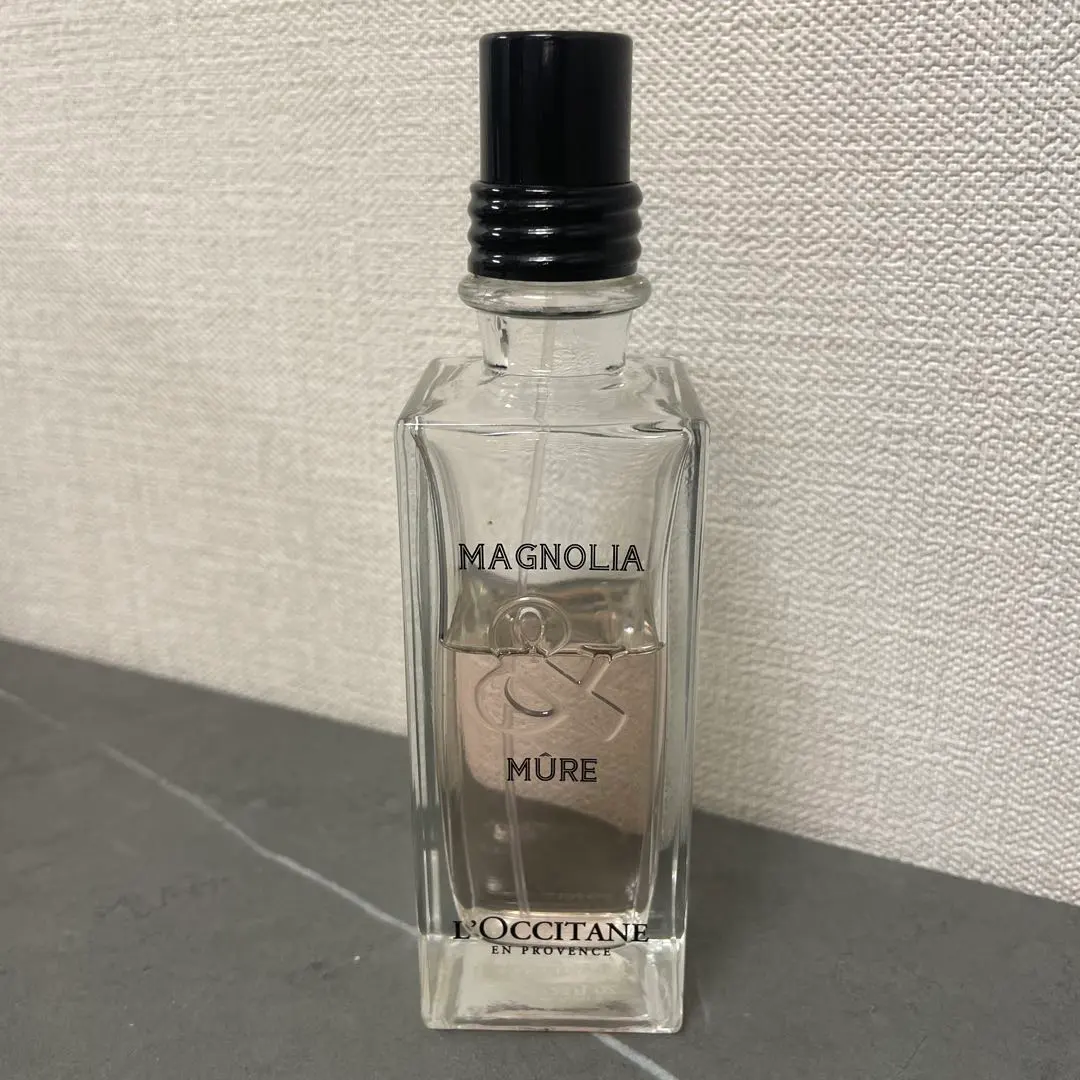 MAGNOLIA
&
MÛRE
L'OCCITANE
EN PROVENCE